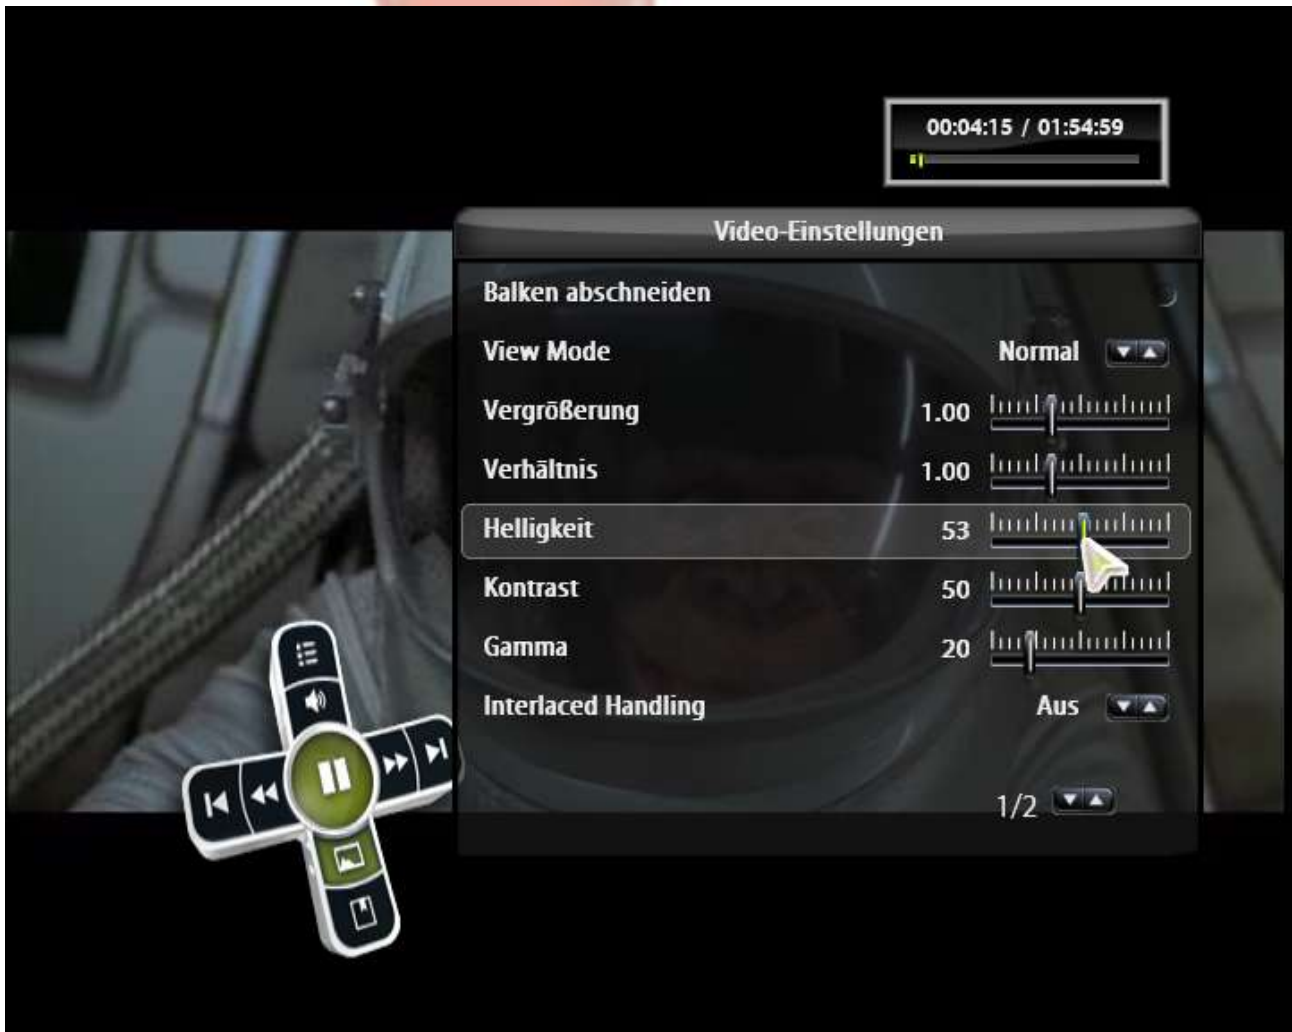 00:04:15 / 01:54:59
Video-Einstellungen
Balken abschneiden
View Mode Normal
Vergrößerung 1.00
Verhältnis 1.00
Helligkeit 53
Kontrast 50
Gamma 20
Interlaced Handling Aus
1/2